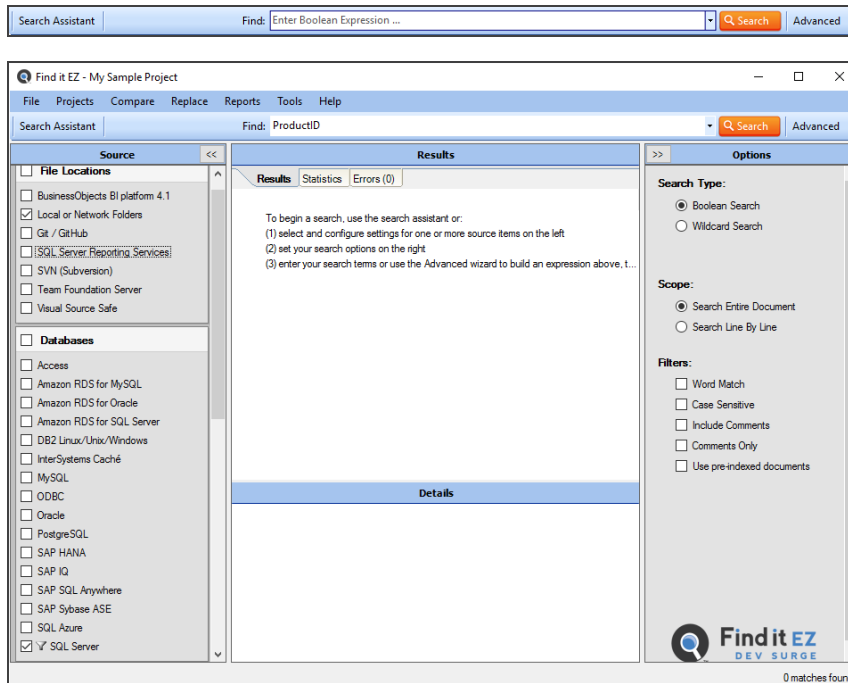 Search Assistant Find: Enter Boolean Expression ... Search Advanced
Find it EZ - My Sample Project
File Projects Compare Replace Reports Tools Help
Search Assistant Find: ProductID Search Advanced
Source << Results >> Options
File Locations
BusinessObjects BI platform 4.1
Local or Network Folders
Git / GitHub
SQL Server Reporting Services
SVN (Subversion)
Team Foundation Server
Visual Source Safe
Databases
Access
Amazon RDS for MySQL
Amazon RDS for Oracle
Amazon RDS for SQL Server
DB2 Linux/Unix/Windows
InterSystems Caché
MySQL
ODBC
Oracle
PostgreSQL
SAP HANA
SAP IQ
SAP SQL Anywhere
SAP Sybase ASE
SQL Azure
SQL Server
Results Statistics Errors (0)
To begin a search, use the search assistant or:
(1) select and configure settings for one or more source items on the left
(2) set your search options on the right
(3) enter your search terms or use the Advanced wizard to build an expression above, t...
Details
Search Type:
Boolean Search
Wildcard Search
Scope:
Search Entire Document
Search Line By Line
Filters:
Word Match
Case Sensitive
Include Comments
Comments Only
Use pre-indexed documents
Find it EZ
DEV SURGE
0 matches foun